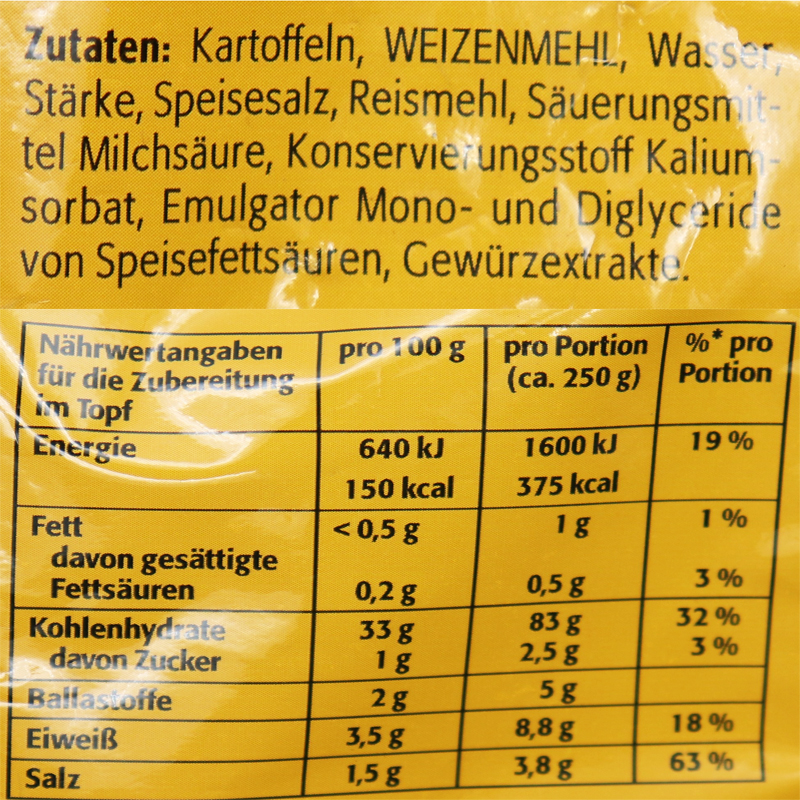 Zutaten: Kartoffeln, WEIZENMEHL, Wasser,
Stärke, Speisesalz, Reismehl, Säuerungsmit-
tel Milchsäure, Konservierungsstoff Kalium-
sorbat, Emulgator Mono- und Diglyceride
von Speisefettsäuren, Gewürzextrakte.
Nährwertangaben für die Zubereitung im Topf pro 100 g pro Portion (ca. 250 g) %* pro Portion
Energie 640 kJ 1600 kJ 19 %
150 kcal 375 kcal
Fett < 0,5 g 1 g 1 %
davon gesättigte
Fettsäuren 0,2 g 0,5 g 3 %
Kohlenhydrate 33 g 83 g 32 %
davon Zucker 1 g 2,5 g 3 %
Ballastoffe 2 g 5 g
Eiweiß 3,5 g 8,8 g 18 %
Salz 1,5 g 3,8 g 63 %